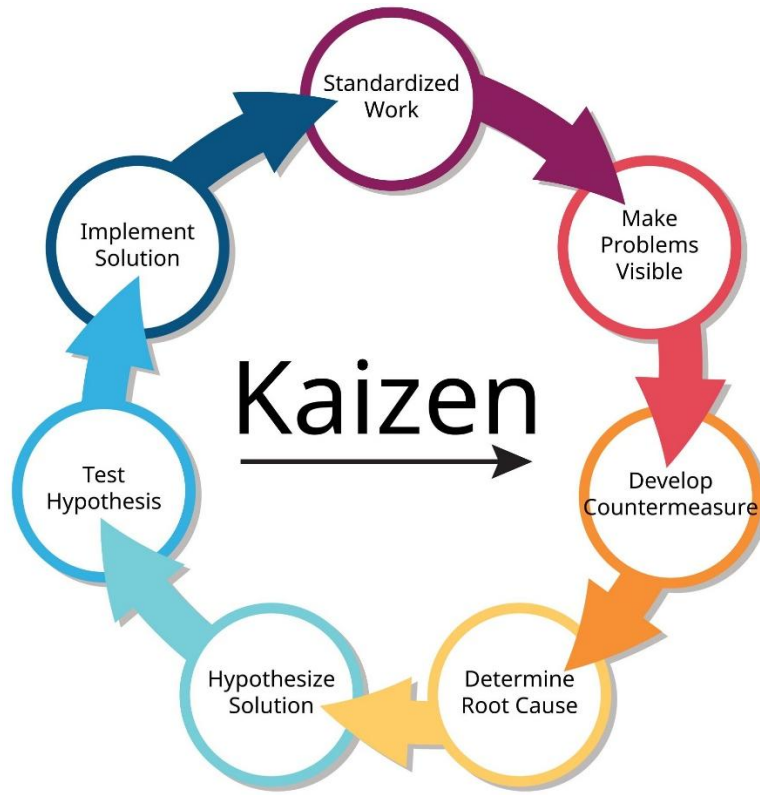 Standardized
Work
Make
Problems
Visible
Develop
Countermeasure
Determine
Root Cause
Hypothesize
Solution
Test
Hypothesis
Implement
Solution
Kaizen